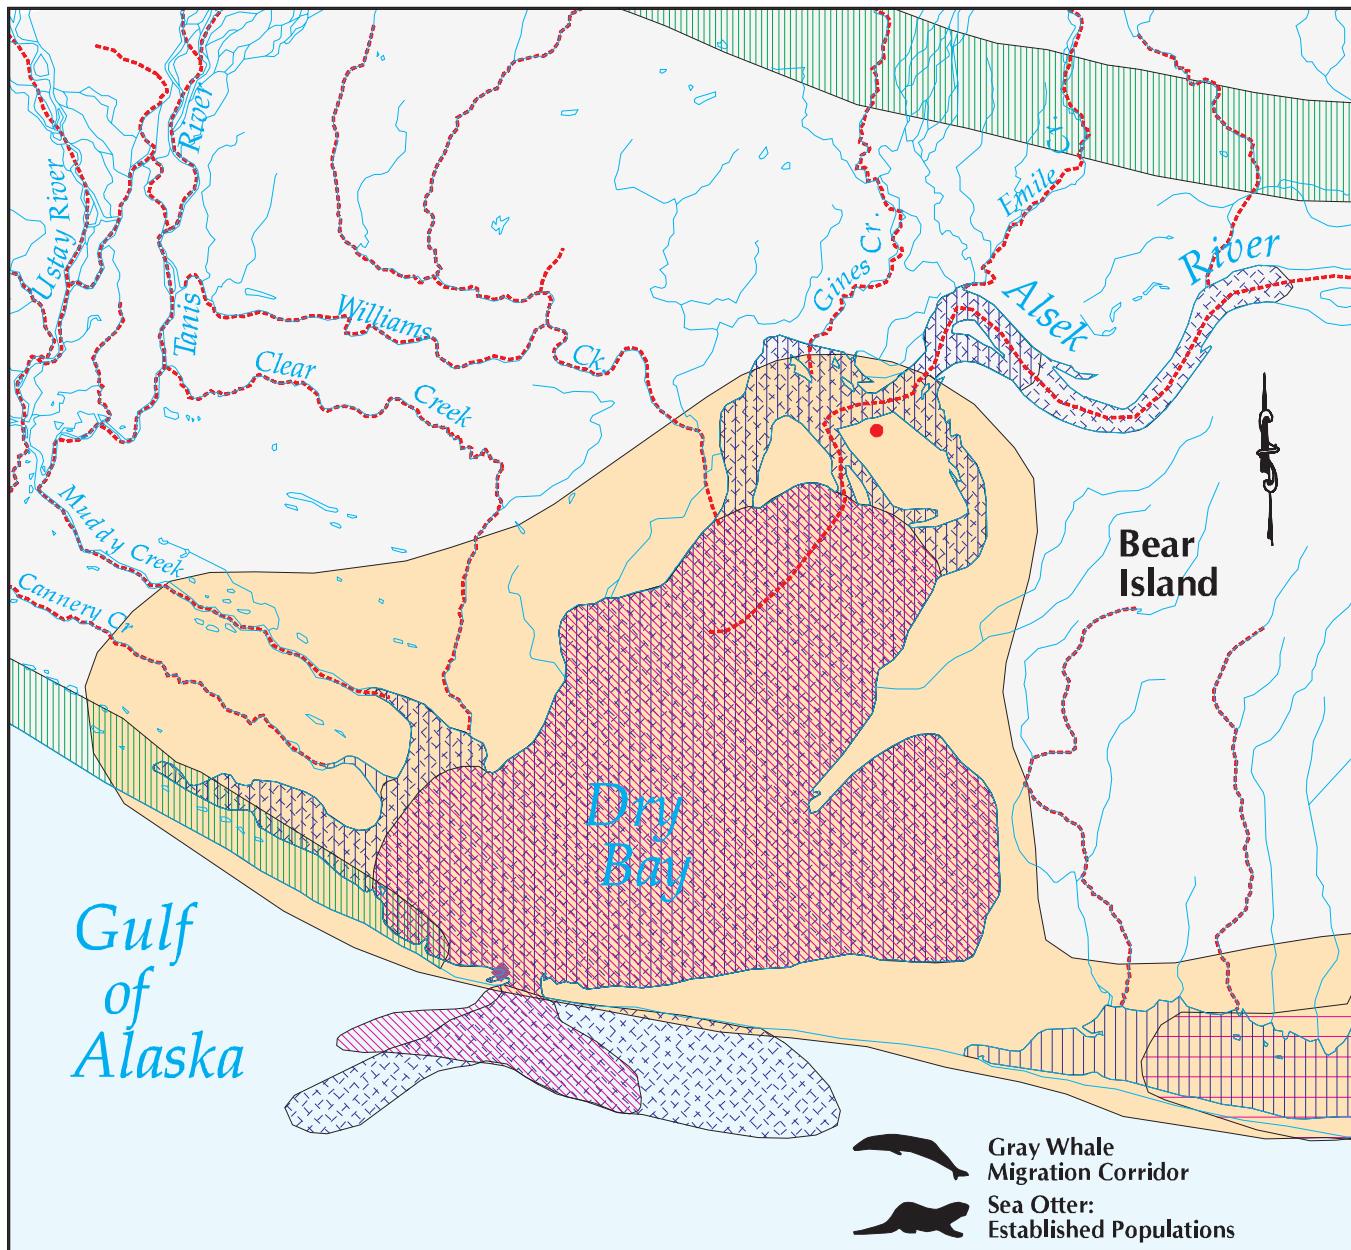 River
Ustay River
Tanis
Williams
Ck.
Clear
Creek
Gines Cr.
Emile Cr.
Alsek
River
Muddy Creek
Cannery Cr
Bear
Island
Dry
Bay
Gulf
of
Alaska
Gray Whale
Migration Corridor
Sea Otter:
Established Populations